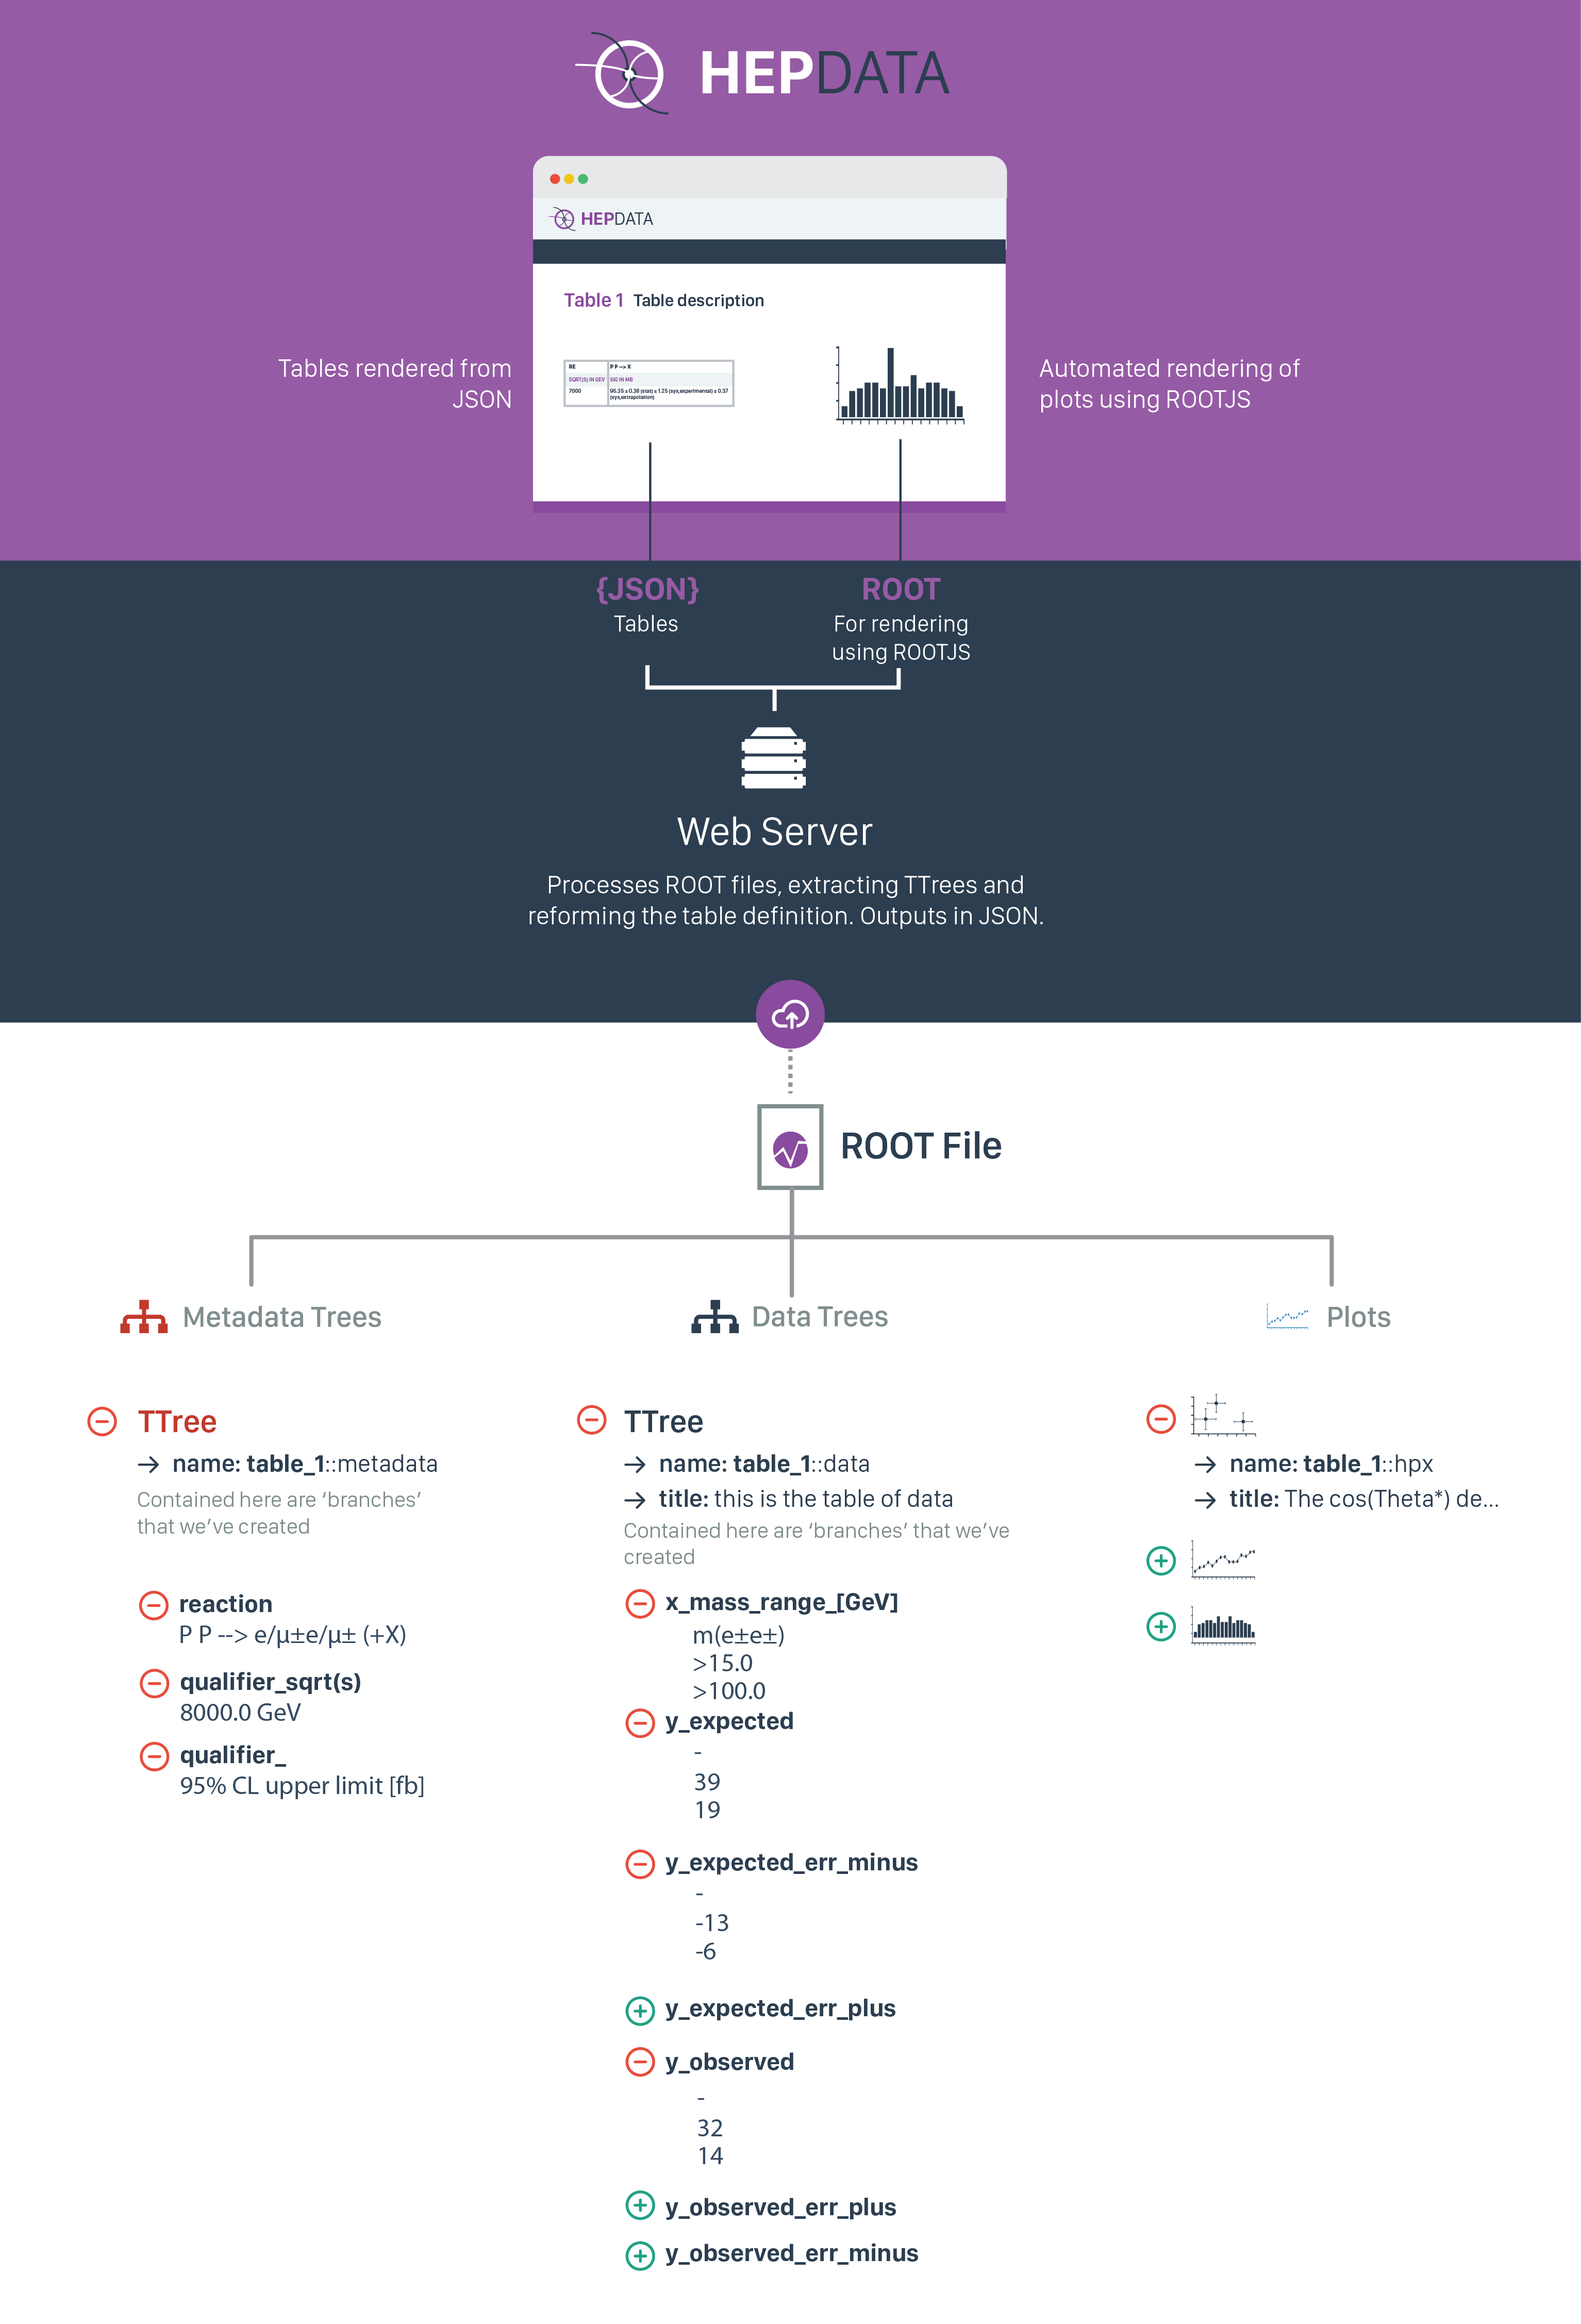 HEPDATA
HEPDATA
Table 1 Table description
Tables rendered from
JSON
RE
P P --> X
SQRT(S) IN GEV
SIG IN MB
7000
95.35 ± 0.38 (stat) ± 1.25 (sys,experimental) ± 0.37
(sys,extrapolation)
Automated rendering of
plots using ROOTJS
{JSON}
Tables
ROOT
For rendering
using ROOTJS
Web Server
Processes ROOT files, extracting TTrees and
reforming the table definition. Outputs in JSON.
ROOT File
Metadata Trees
TTree
name: table_1::metadata
Contained here are ‘branches’
that we’ve created
reaction
P P --> e/μ±e/μ± (+X)
qualifier_sqrt(s)
8000.0 GeV
qualifier_
95% CL upper limit [fb]
Data Trees
TTree
name: table_1::data
title: this is the table of data
Contained here are ‘branches’ that we’ve
created
x_mass_range_[GeV]
m(e±e±)
>15.0
>100.0
y_expected
-
39
19
y_expected_err_minus
-
-13
-6
y_expected_err_plus
y_observed
-
32
14
y_observed_err_plus
y_observed_err_minus
Plots
name: table_1::hpx
title: The cos(Theta*) de...